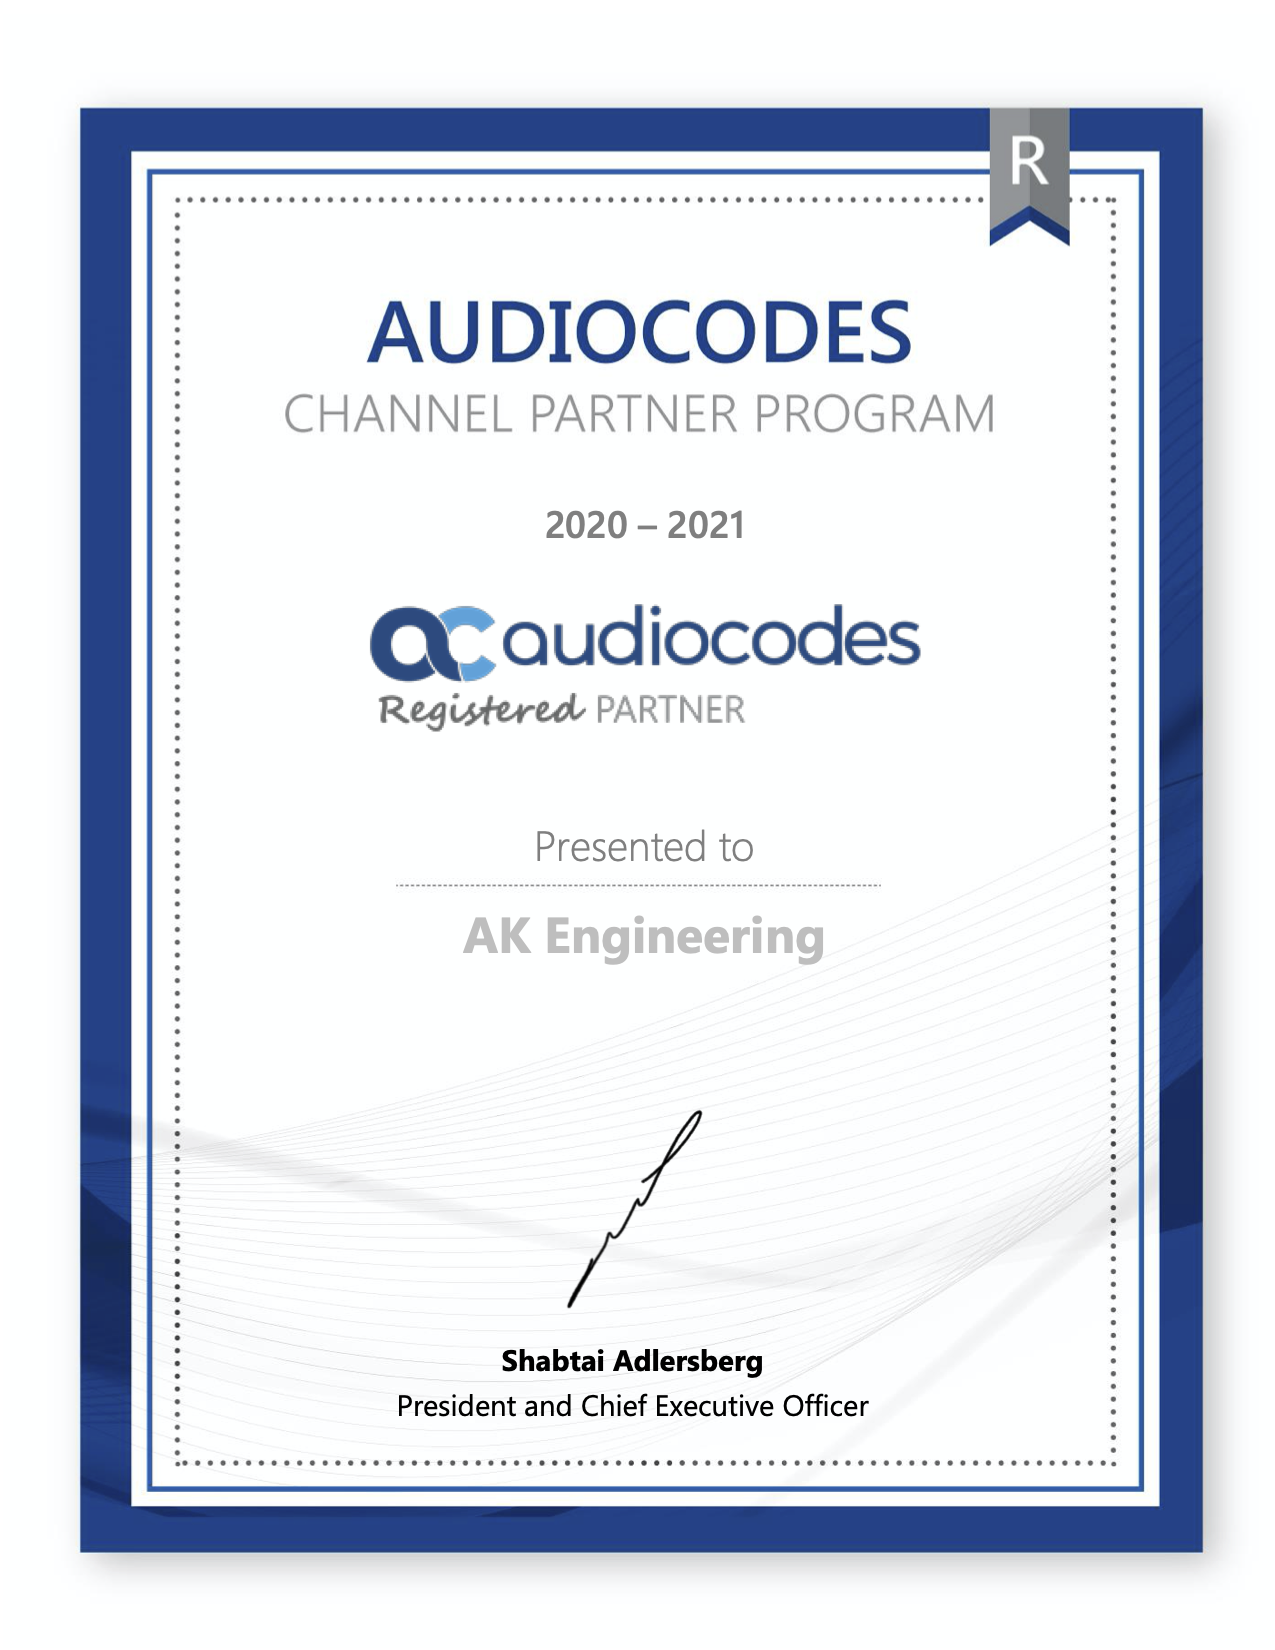 R
AUDIOCODES
CHANNEL PARTNER PROGRAM
2020 – 2021
ac audiocodes
Registered PARTNER
Presented to
AK Engineering
Shabtai Adlersberg
President and Chief Executive Officer